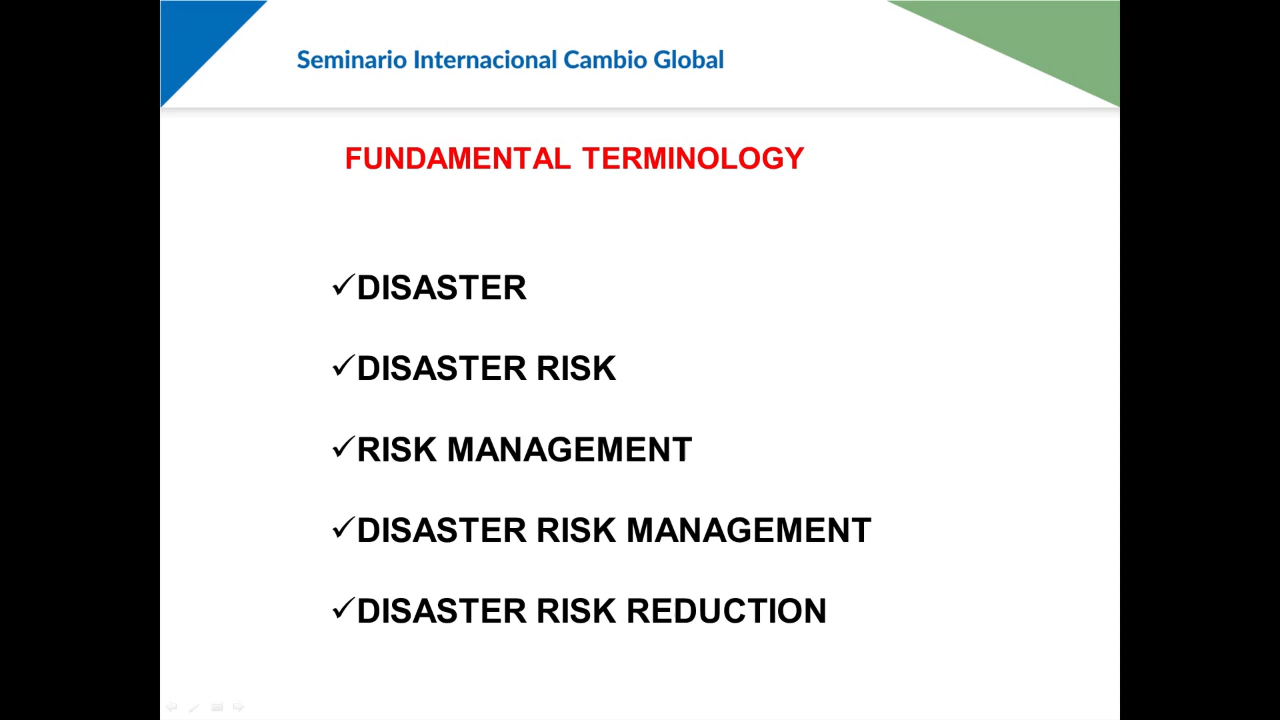 Seminario Internacional Cambio Global
FUNDAMENTAL TERMINOLOGY
✓DISASTER
✓DISASTER RISK
✓RISK MANAGEMENT
✓DISASTER RISK MANAGEMENT
✓DISASTER RISK REDUCTION